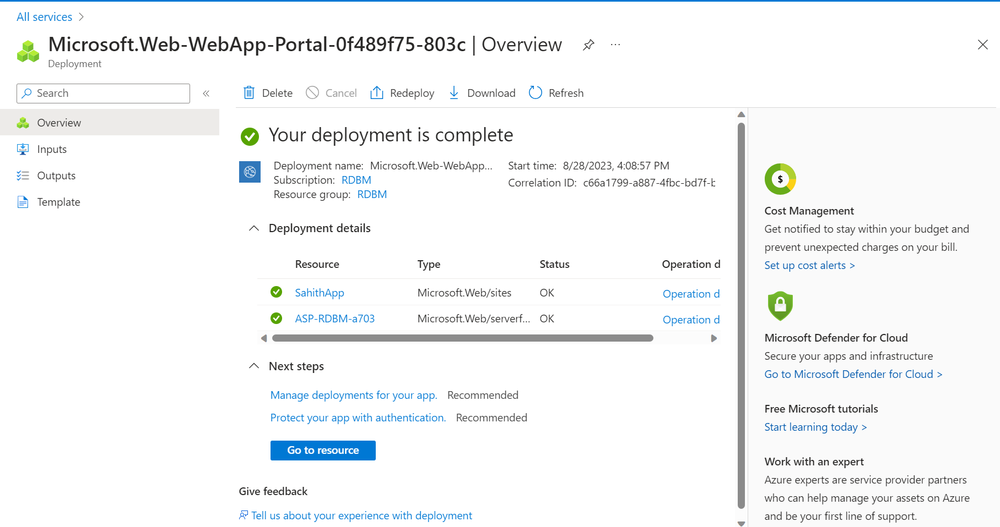 All services
Microsoft.Web-WebApp-Portal-0f489f75-803c | Overview
Deployment
Search
Overview
Inputs
Outputs
Template
Delete Cancel Redeploy Download Refresh
Your deployment is complete
Deployment name: Microsoft.Web-WebApp...
Subscription: RDBM
Resource group: RDBM
Start time: 8/28/2023, 4:08:57 PM
Correlation ID: c66a1799-a887-4fbc-bd7f-
Deployment details
Resource Type Status Operation d
SahithApp Microsoft.Web/sites OK Operation d
ASP-RDBM-a703 Microsoft.Web/serverf... OK Operation d
Next steps
Manage deployments for your app. Recommended
Protect your app with authentication. Recommended
Go to resource
Give feedback
Tell us about your experience with deployment
$
Cost Management
Get notified to stay within your budget and
prevent unexpected charges on your bill.
Set up cost alerts >
Microsoft Defender for Cloud
Secure your apps and infrastructure
Go to Microsoft Defender for Cloud >
Free Microsoft tutorials
Start learning today >
Work with an expert
Azure experts are service provider partners
who can help manage your assets on Azure
and be your first line of support.